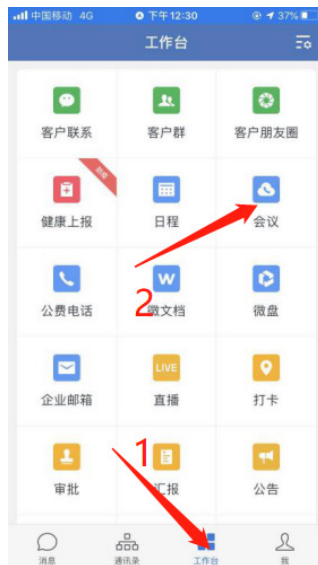 中国移动 4G 下午12:30 37%
工作台
客户联系 客户群 客户朋友圈
防疫
健康上报 日程 会议
公费电话 微文档 微盘
2
LIVE
企业邮箱 直播 打卡
1
审批 汇报 公告
消息 通讯录 工作台 我